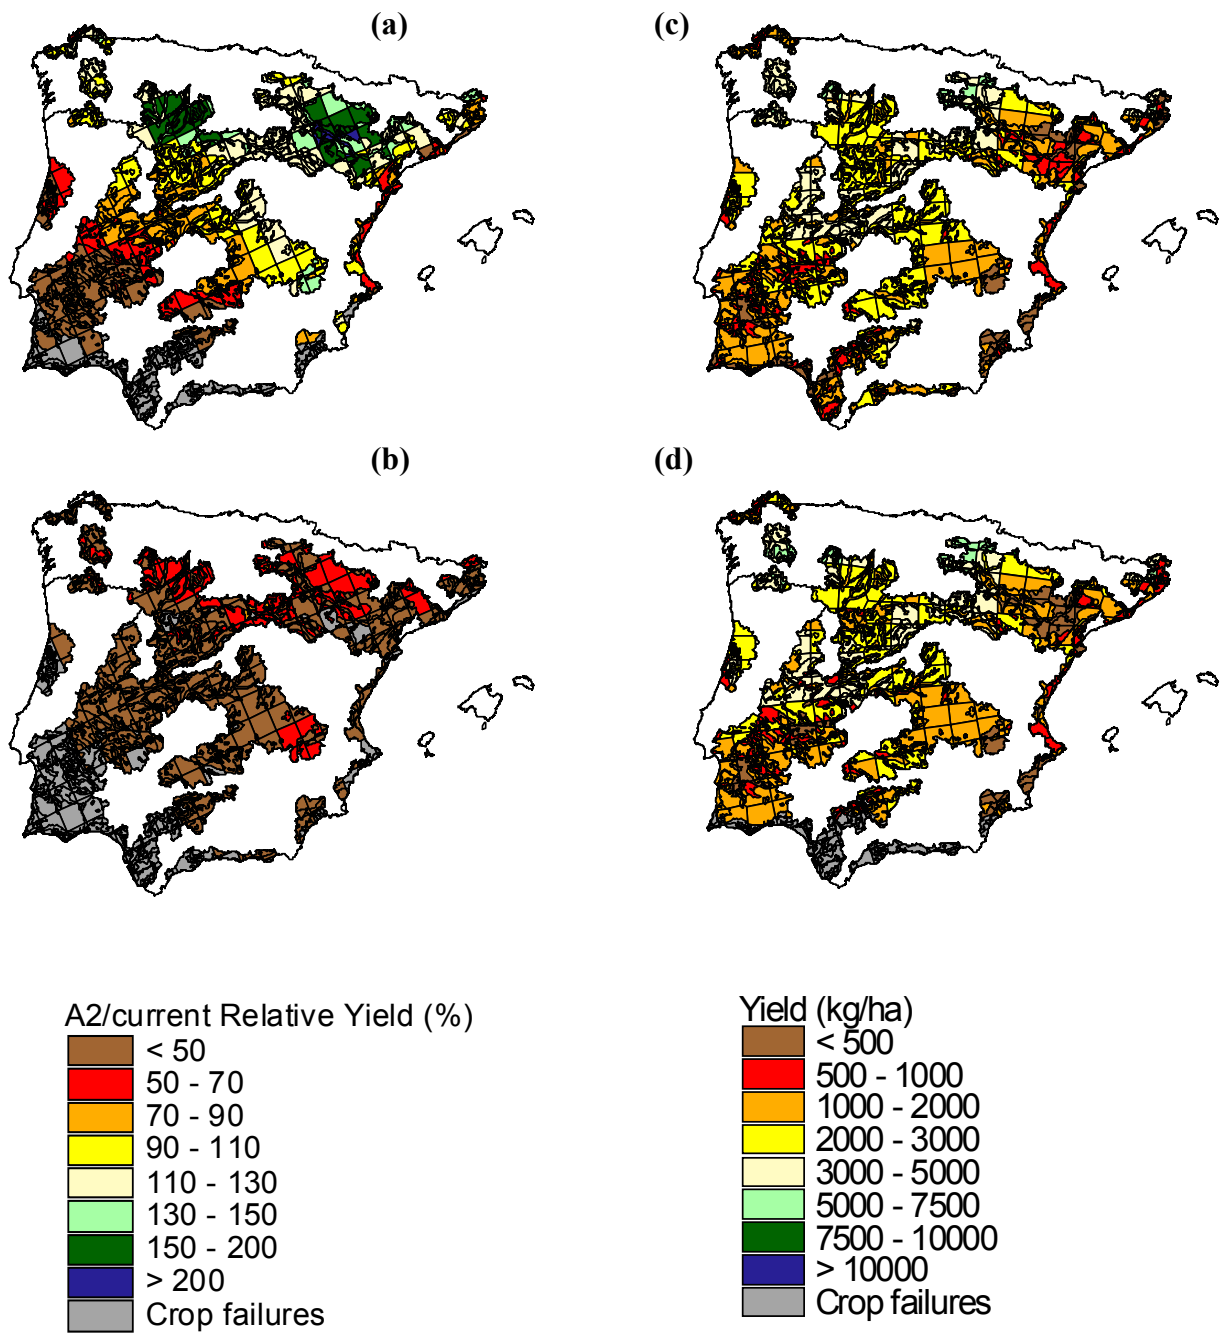 (a)
(c)
(b)
(d)
A2/current Relative Yield (%)
< 50
50 - 70
70 - 90
90 - 110
110 - 130
130 - 150
150 - 200
> 200
Crop failures
Yield (kg/ha)
< 500
500 - 1000
1000 - 2000
2000 - 3000
3000 - 5000
5000 - 7500
7500 - 10000
> 10000
Crop failures